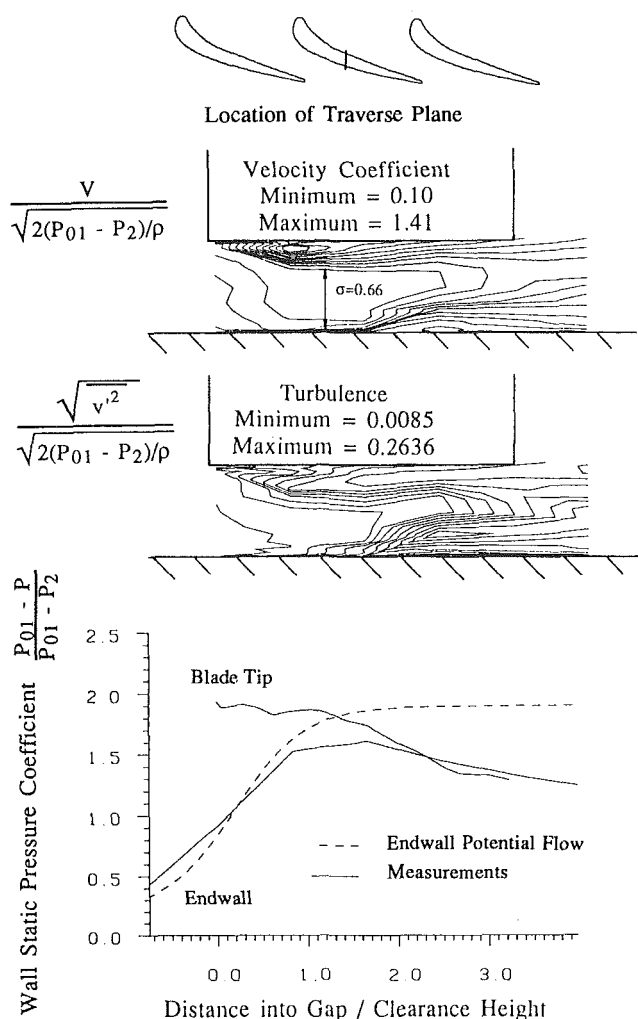 Location of Traverse Plane
V
√2(P01 - P2)/ρ
Velocity Coefficient
Minimum = 0.10
Maximum = 1.41
σ=0.66
√v'²
√2(P01 - P2)/ρ
Turbulence
Minimum = 0.0085
Maximum = 0.2636
Wall Static Pressure Coefficient
P01 - P
P01 - P2
2.5
2.0
1.5
1.0
0.5
0.0
Blade Tip
Endwall Potential Flow
Measurements
Endwall
0.0 1.0 2.0 3.0
Distance into Gap / Clearance Height